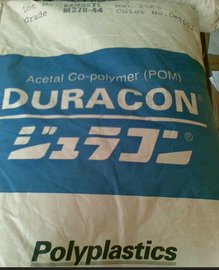 Lot No.
Grade M270-44
Acetal Co-polymer (POM)
DURACON®
ジュラコン®
Polyplastics